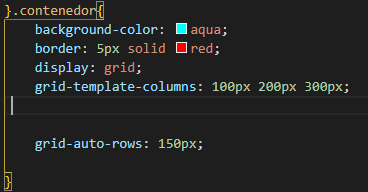 }.contenedor{
background-color: aqua;
border: 5px solid red;
display: grid;
grid-template-columns: 100px 200px 300px;
grid-auto-rows: 150px;
}